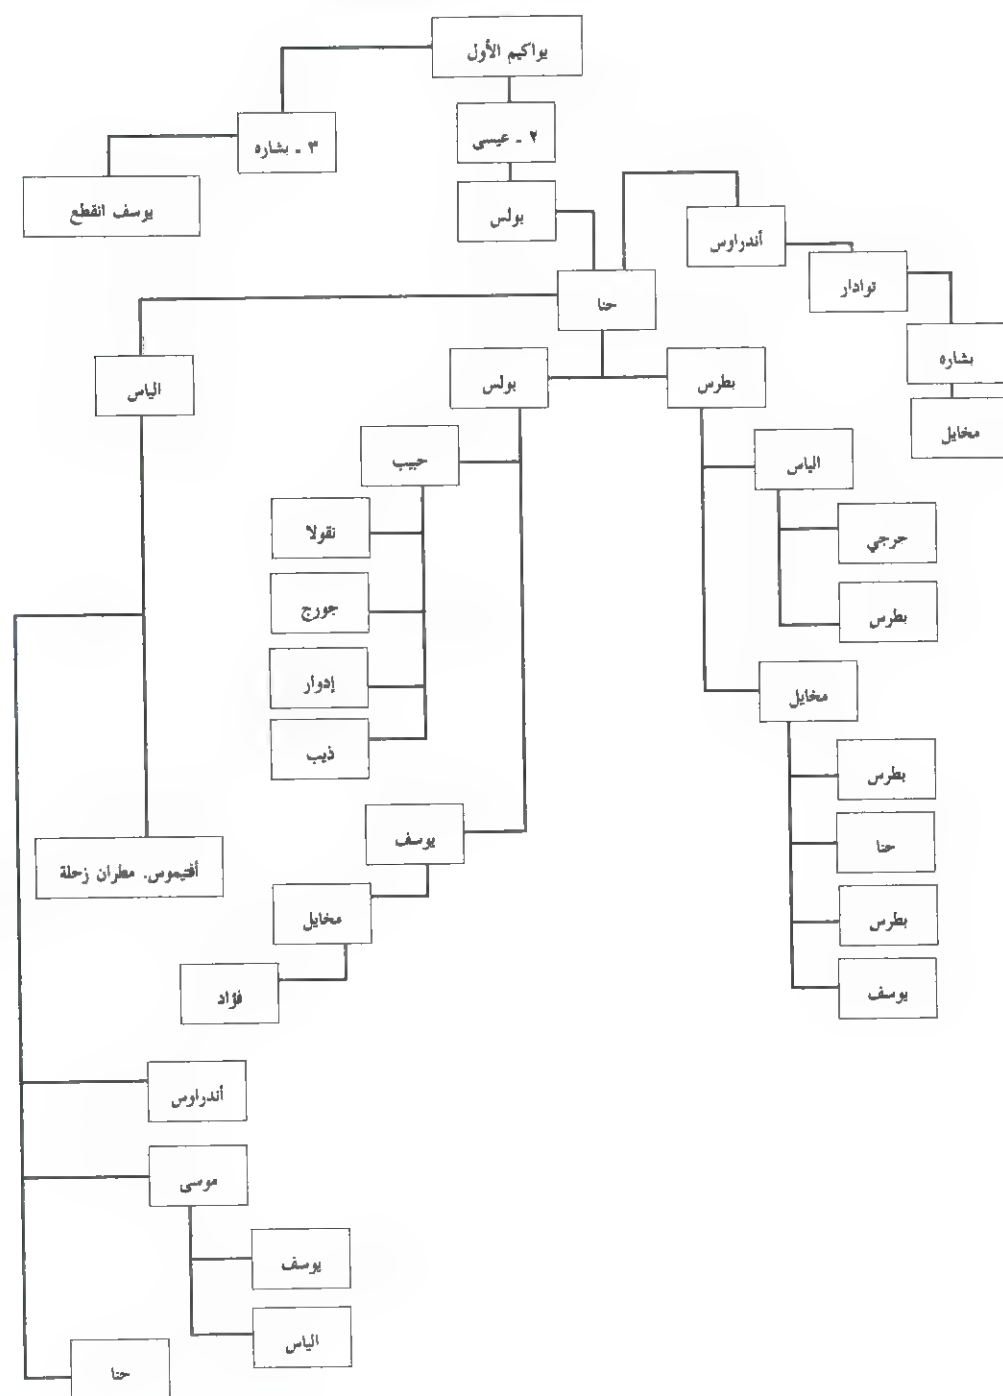 يواكيم الأول
٢ ـ عيسى
٣ ـ بشاره
يوسف انقطع
بولس
أندراوس
توادار
حنا
بشاره
مخايل
الياس
بولس
بطرس
حبيب
الياس
نقولا
جرجي
جورج
بطرس
إدوار
مخايل
ذيب
بطرس
يوسف
حنا
أفتيموس. مطران زحلة
مخايل
بطرس
فؤاد
يوسف
أندراوس
موسى
يوسف
الياس
حنا